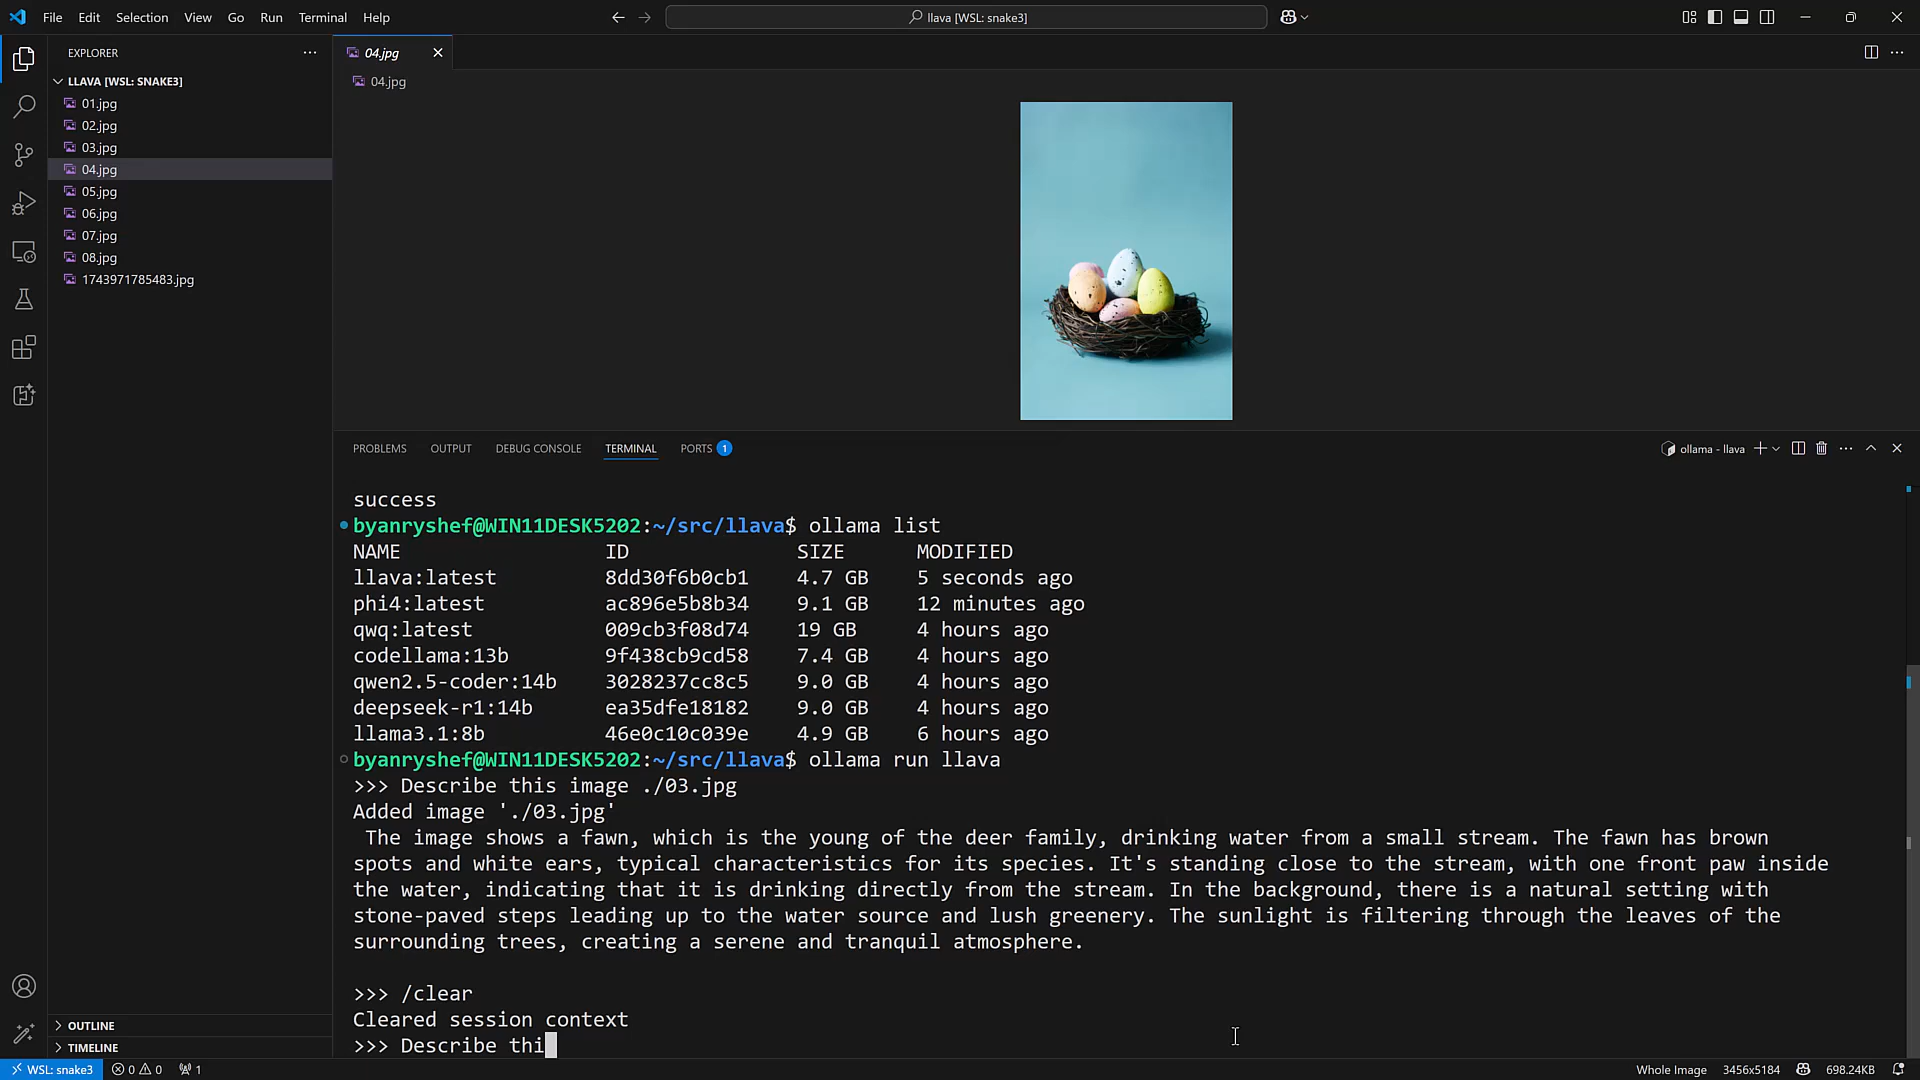 File Edit Selection View Go Run Terminal Help
llava [WSL: snake3]
EXPLORER
LLAVA [WSL: SNAKE3]
01.jpg
02.jpg
03.jpg
04.jpg
05.jpg
06.jpg
07.jpg
08.jpg
1743971785483.jpg
OUTLINE
TIMELINE
04.jpg
04.jpg
PROBLEMS OUTPUT DEBUG CONSOLE TERMINAL PORTS 1
ollama - llava
success
byanryshef@WIN11DESK5202:~/src/llava$ ollama list
NAME ID SIZE MODIFIED
llava:latest 8dd30f6b0cb1 4.7 GB 5 seconds ago
phi4:latest ac896e5b8b34 9.1 GB 12 minutes ago
qwq:latest 009cb3f08d74 19 GB 4 hours ago
codellama:13b 9f438cb9cd58 7.4 GB 4 hours ago
qwen2.5-coder:14b 3028237cc8c5 9.0 GB 4 hours ago
deepseek-r1:14b ea35dfe18182 9.0 GB 4 hours ago
llama3.1:8b 46e0c10c039e 4.9 GB 6 hours ago
byanryshef@WIN11DESK5202:~/src/llava$ ollama run llava
>>> Describe this image ./03.jpg
Added image './03.jpg'
The image shows a fawn, which is the young of the deer family, drinking water from a small stream. The fawn has brown
spots and white ears, typical characteristics for its species. It's standing close to the stream, with one front paw inside
the water, indicating that it is drinking directly from the stream. In the background, there is a natural setting with
stone-paved steps leading up to the water source and lush greenery. The sunlight is filtering through the leaves of the
surrounding trees, creating a serene and tranquil atmosphere.
>>> /clear
Cleared session context
>>> Describe thi
WSL: snake3 0 0 1
Whole Image 3456x5184 698.24KB